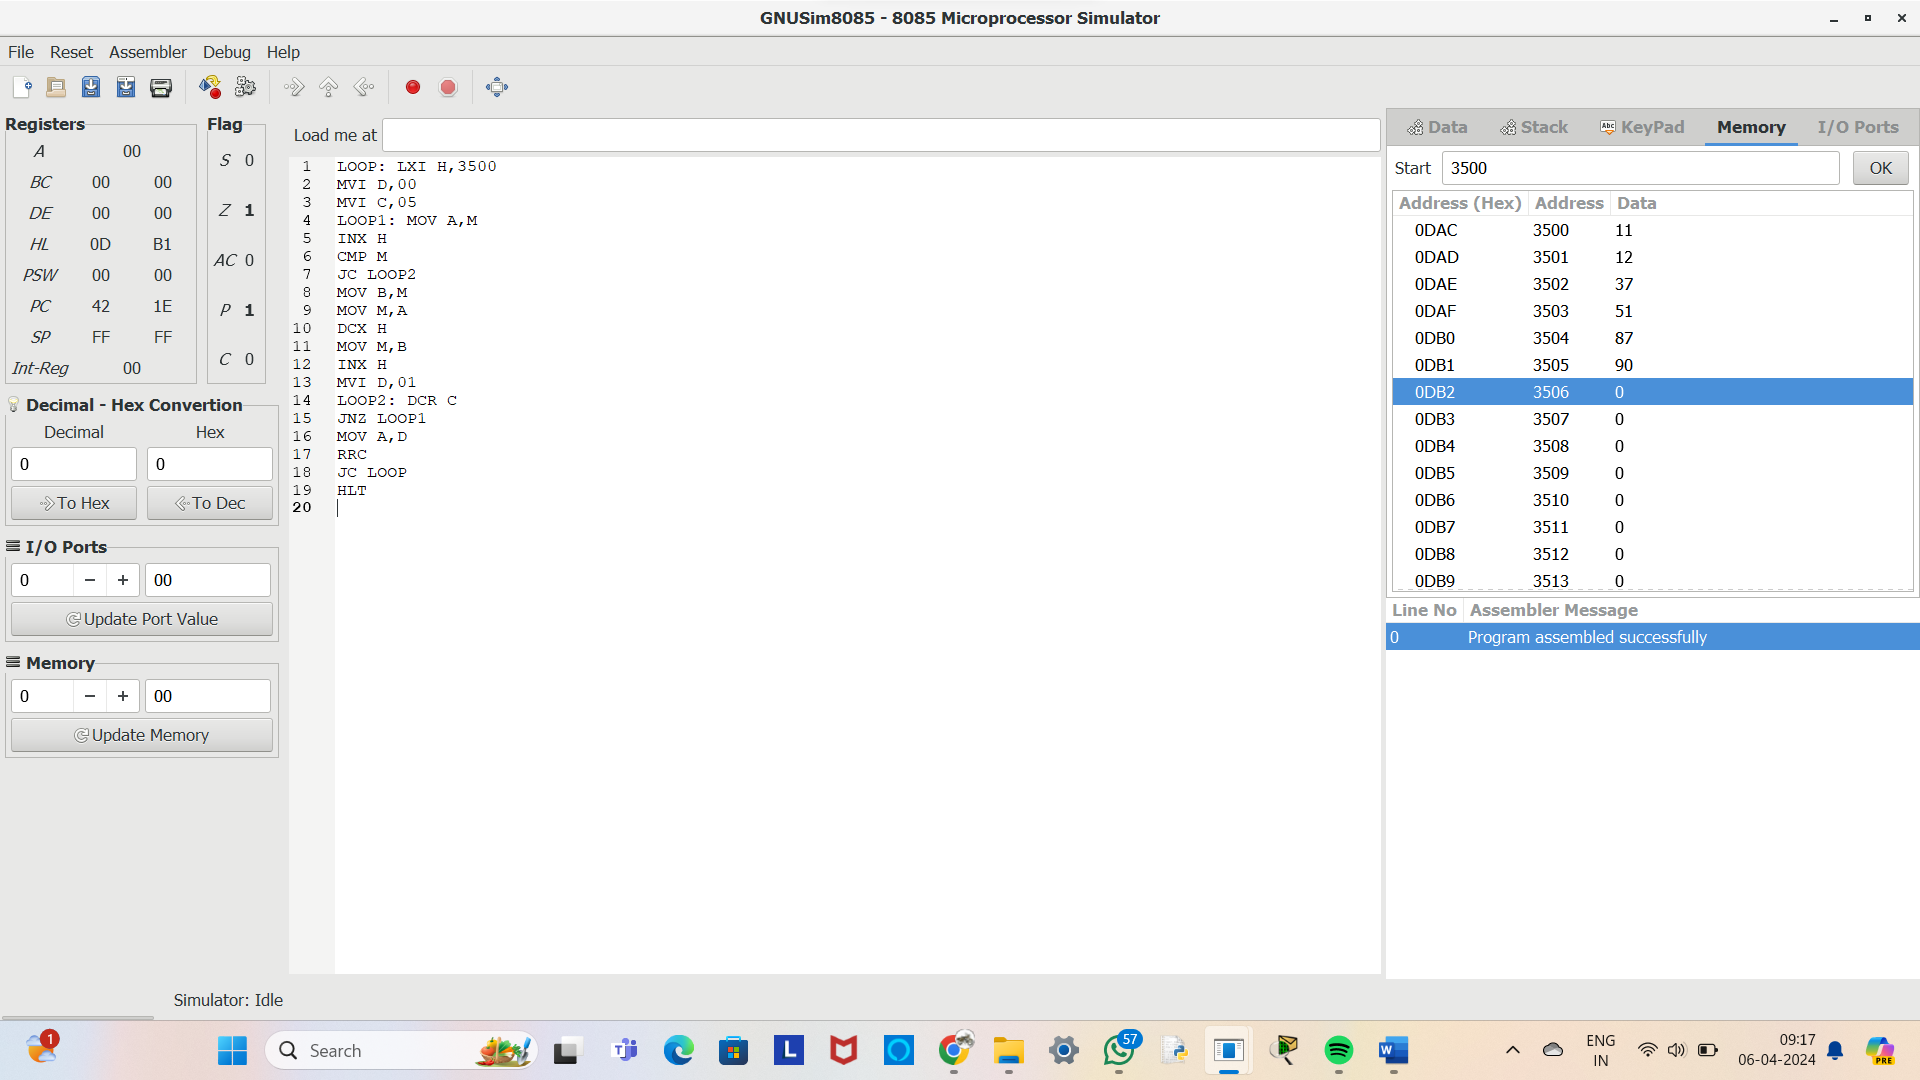 GNUSim8085 - 8085 Microprocessor Simulator
File Reset Assembler Debug Help
Registers
A 00
BC 00 00
DE 00 00
HL 0D B1
PSW 00 00
PC 42 1E
SP FF FF
Int-Reg 00
Flag
S 0
Z 1
AC 0
P 1
C 0
Decimal - Hex Convertion
Decimal Hex
0 0
To Hex To Dec
I/O Ports
0 − + 00
Update Port Value
Memory
0 − + 00
Update Memory
Load me at
1 LOOP: LXI H,3500
2 MVI D,00
3 MVI C,05
4 LOOP1: MOV A,M
5 INX H
6 CMP M
7 JC LOOP2
8 MOV B,M
9 MOV M,A
10 DCX H
11 MOV M,B
12 INX H
13 MVI D,01
14 LOOP2: DCR C
15 JNZ LOOP1
16 MOV A,D
17 RRC
18 JC LOOP
19 HLT
20
Data Stack Abc KeyPad Memory I/O Ports
Start 3500 OK
Address (Hex) Address Data
0DAC 3500 11
0DAD 3501 12
0DAE 3502 37
0DAF 3503 51
0DB0 3504 87
0DB1 3505 90
0DB2 3506 0
0DB3 3507 0
0DB4 3508 0
0DB5 3509 0
0DB6 3510 0
0DB7 3511 0
0DB8 3512 0
0DB9 3513 0
Line No Assembler Message
0 Program assembled successfully
Simulator: Idle
1
Search
L
57
W
ENG
IN
09:17
06-04-2024
PRE